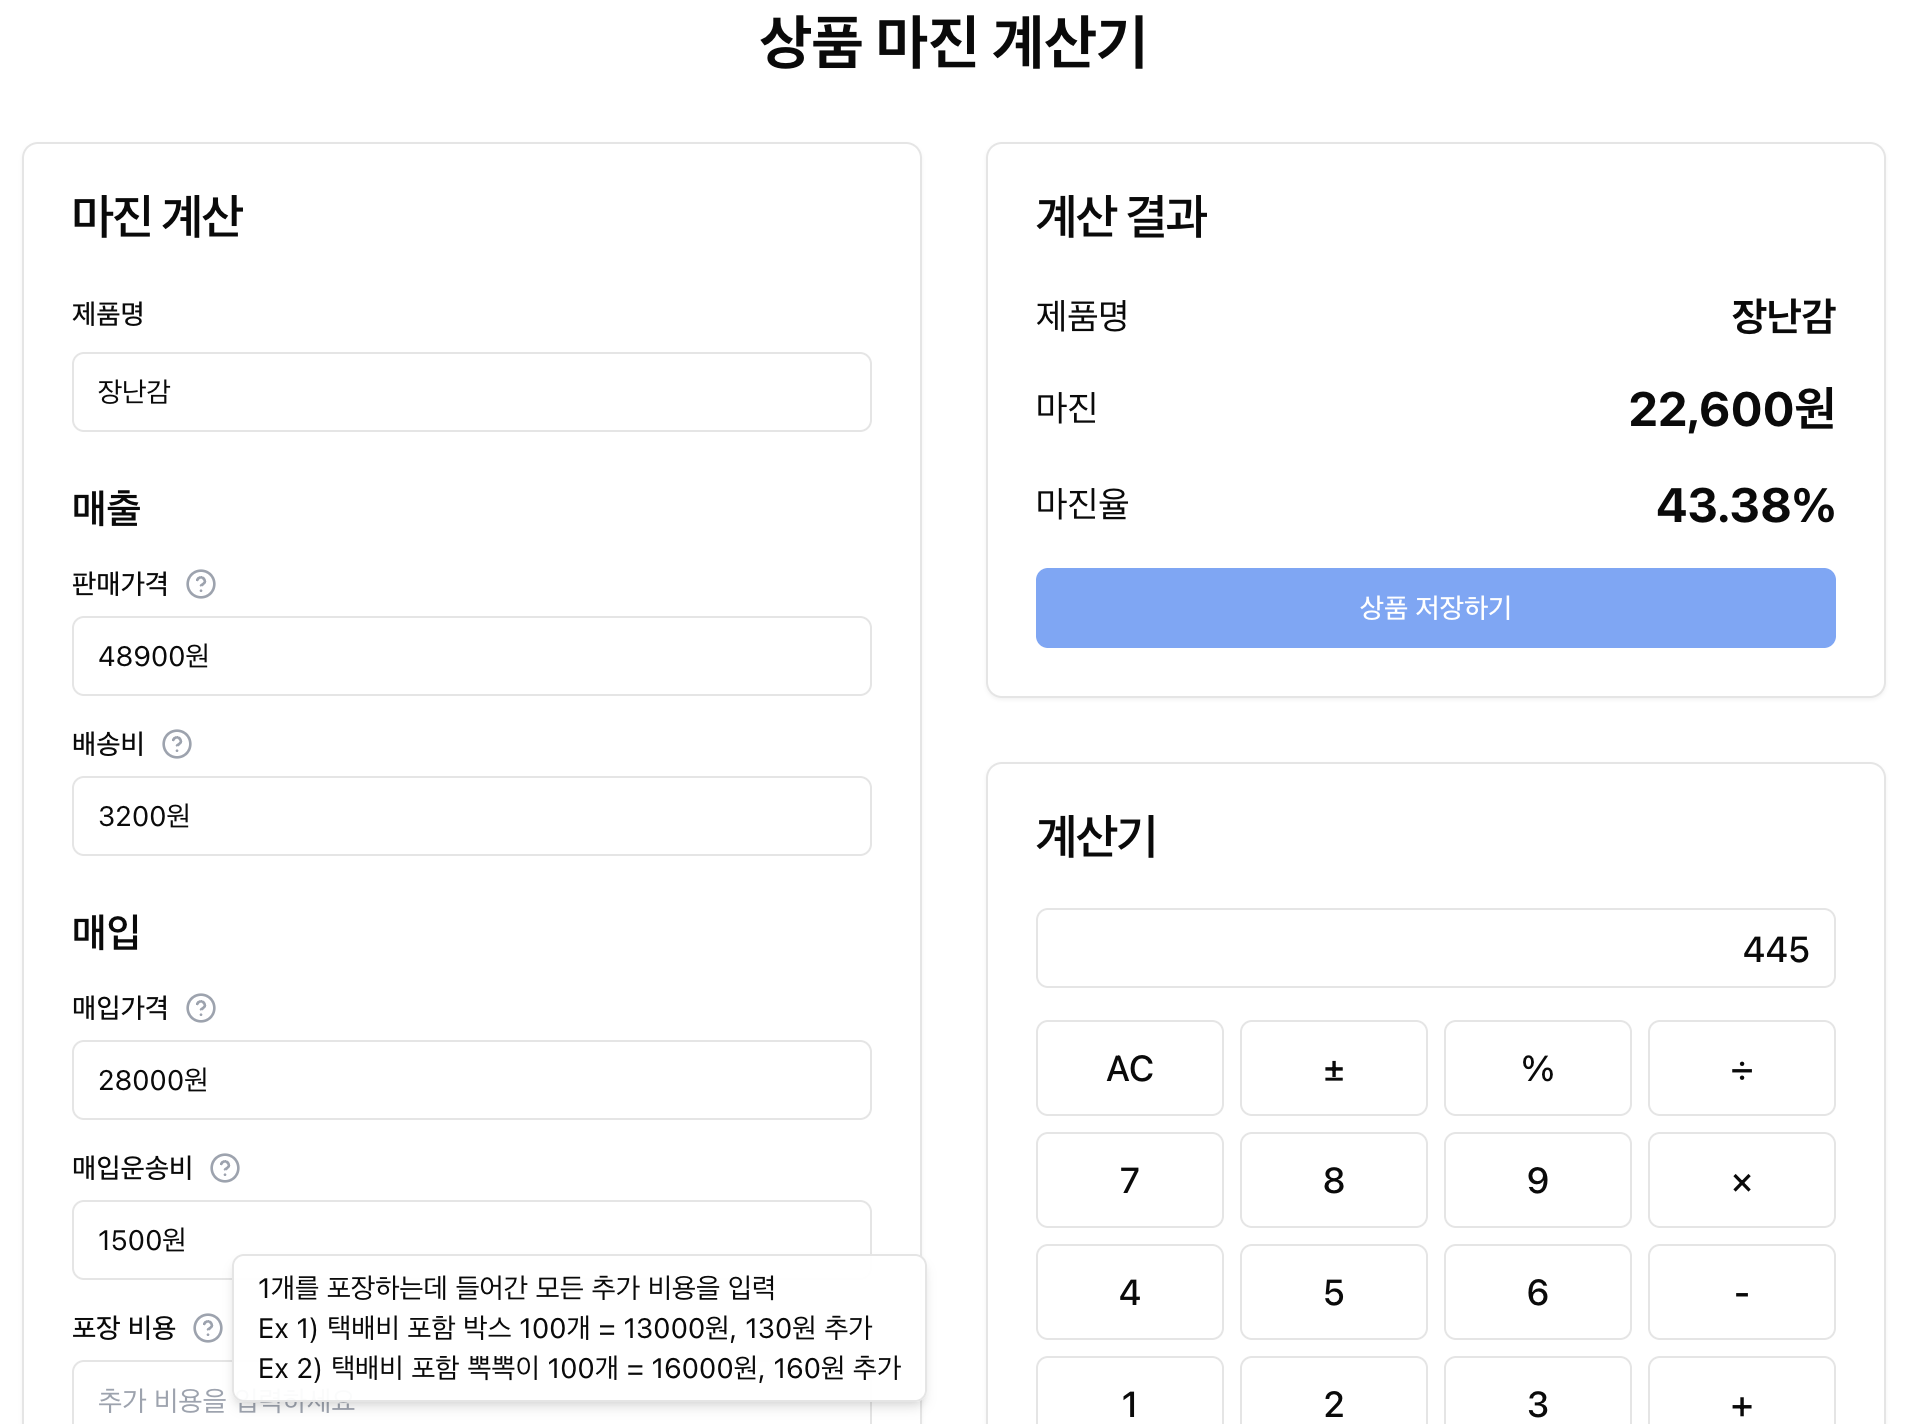 상품 마진 계산기
마진 계산
제품명
장난감
매출
판매가격
48900원
배송비
3200원
매입
매입가격
28000원
매입운송비
1500원
포장 비용
1개를 포장하는데 들어간 모든 추가 비용을 입력
Ex 1) 택배비 포함 박스 100개 = 13000원, 130원 추가
Ex 2) 택배비 포함 뽁뽁이 100개 = 16000원, 160원 추가
추가 비용을 입력하세요
계산 결과
제품명 장난감
마진 22,600원
마진율 43.38%
상품 저장하기
계산기
445
AC ± % ÷
7 8 9 ×
4 5 6 -
1 2 3 +